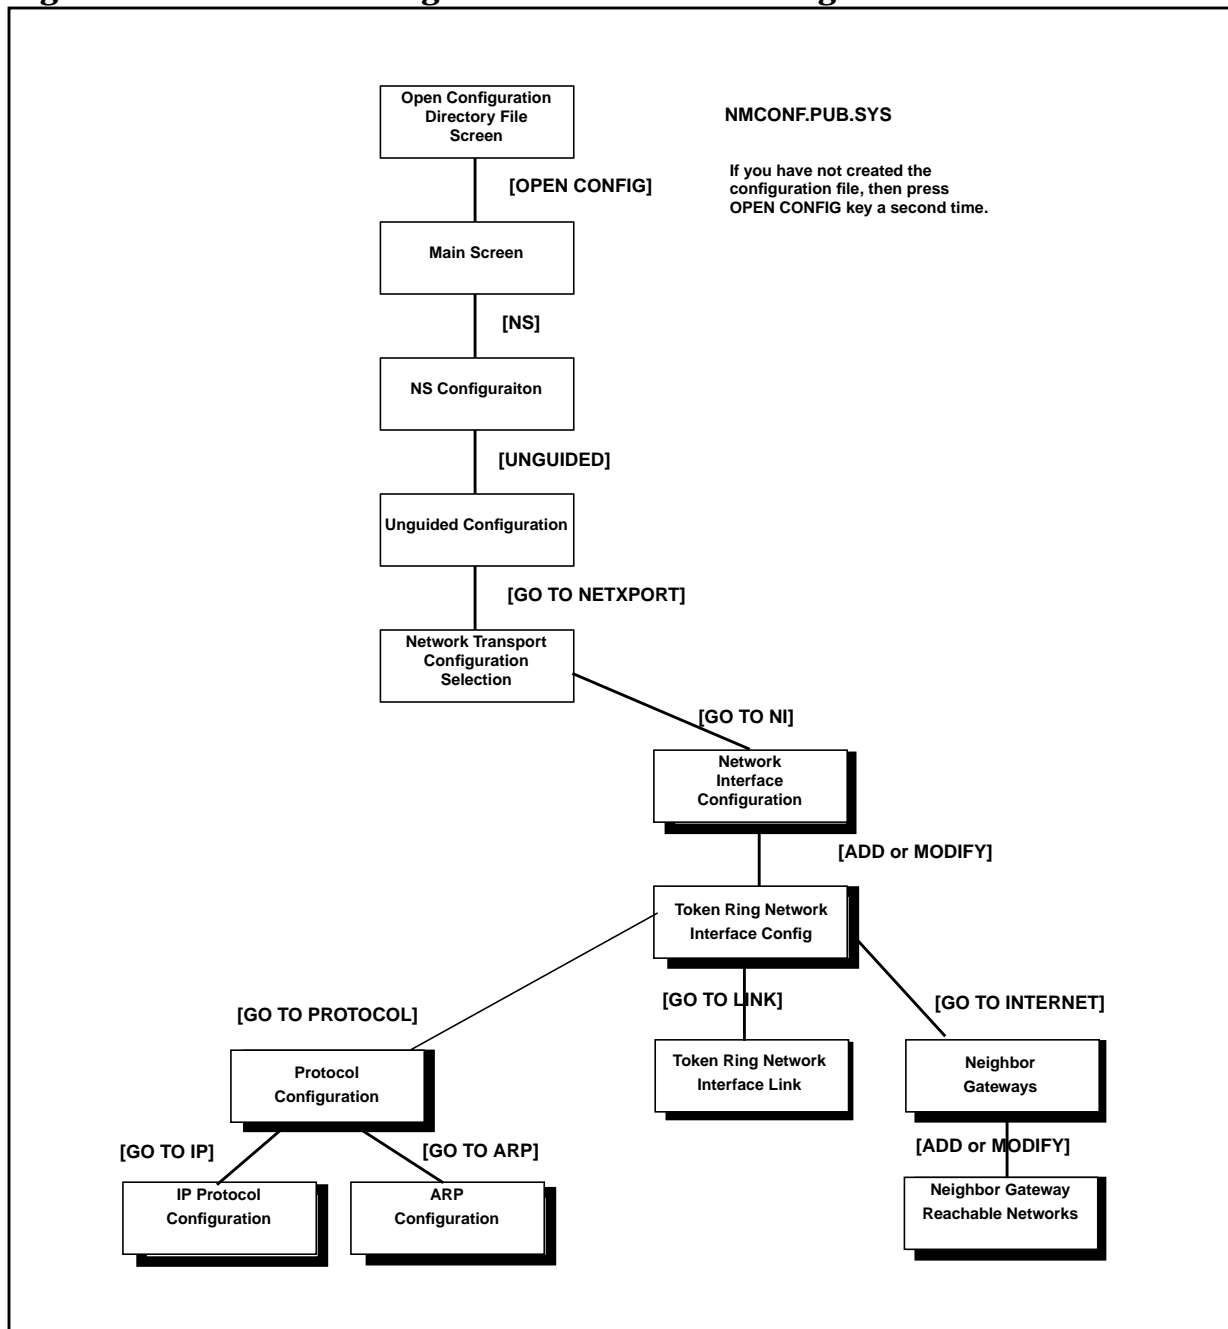 Open Configuration
Directory File
Screen
NMCONF.PUB.SYS
If you have not created the
configuration file, then press
OPEN CONFIG key a second time.
[OPEN CONFIG]
Main Screen
[NS]
NS Configuraiton
[UNGUIDED]
Unguided Configuration
[GO TO NETXPORT]
Network Transport
Configuration
Selection
[GO TO NI]
Network
Interface
Configuration
[ADD or MODIFY]
Token Ring Network
Interface Config
[GO TO PROTOCOL]
[GO TO LINK]
[GO TO INTERNET]
Protocol
Configuration
Token Ring Network
Interface Link
Neighbor
Gateways
[GO TO IP]
[GO TO ARP]
[ADD or MODIFY]
IP Protocol
Configuration
ARP
Configuration
Neighbor Gateway
Reachable Networks